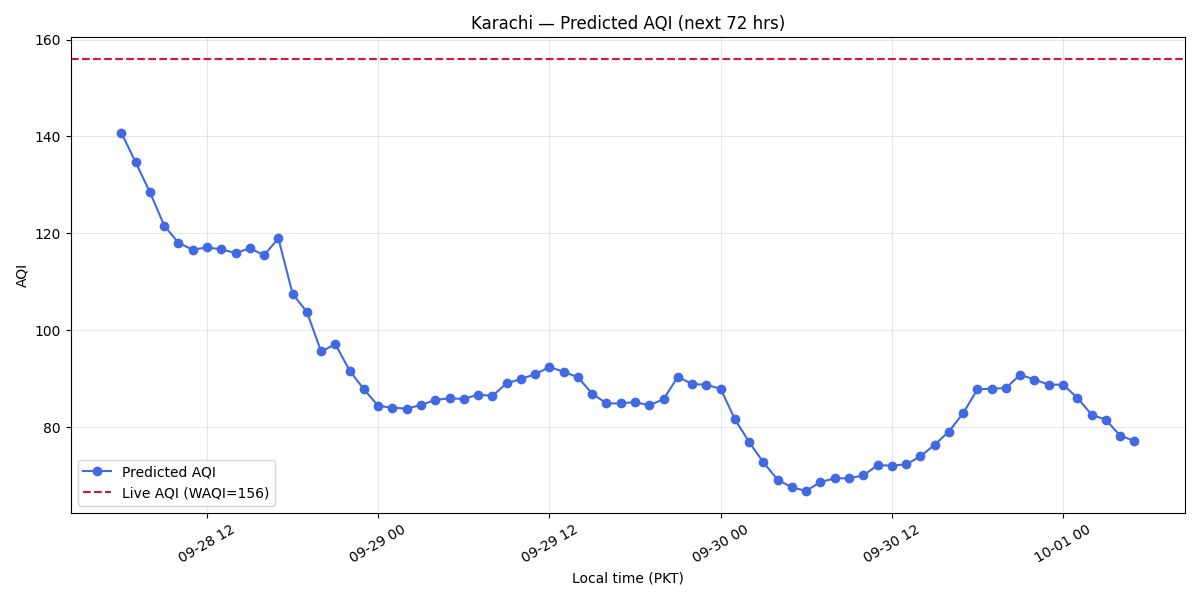 Karachi — Predicted AQI (next 72 hrs)
160
140
120
100
80
AQI
Predicted AQI
Live AQI (WAQI=156)
09-28 12
09-29 00
09-29 12
09-30 00
09-30 12
10-01 00
Local time (PKT)